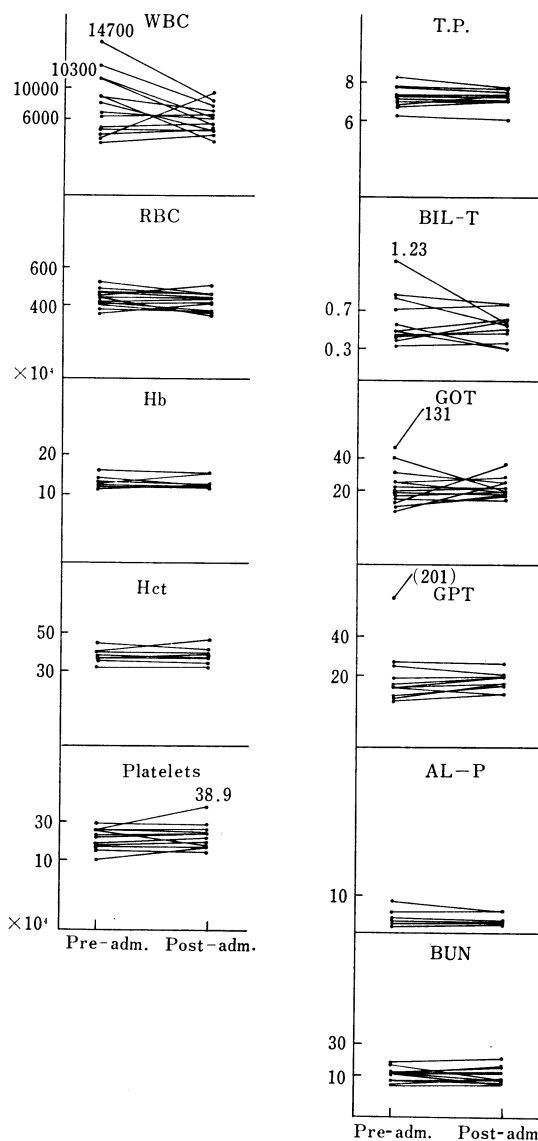 WBC
14700
10300
10000
6000
RBC
600
400
×10⁴
Hb
20
10
Hct
50
30
Platelets
38.9
30
10
×10⁴
Pre-adm. Post-adm.
T.P.
8
6
BIL-T
1.23
0.7
0.3
GOT
131
40
20
(201)
GPT
40
20
AL-P
10
BUN
30
10
Pre-adm. Post-adm.